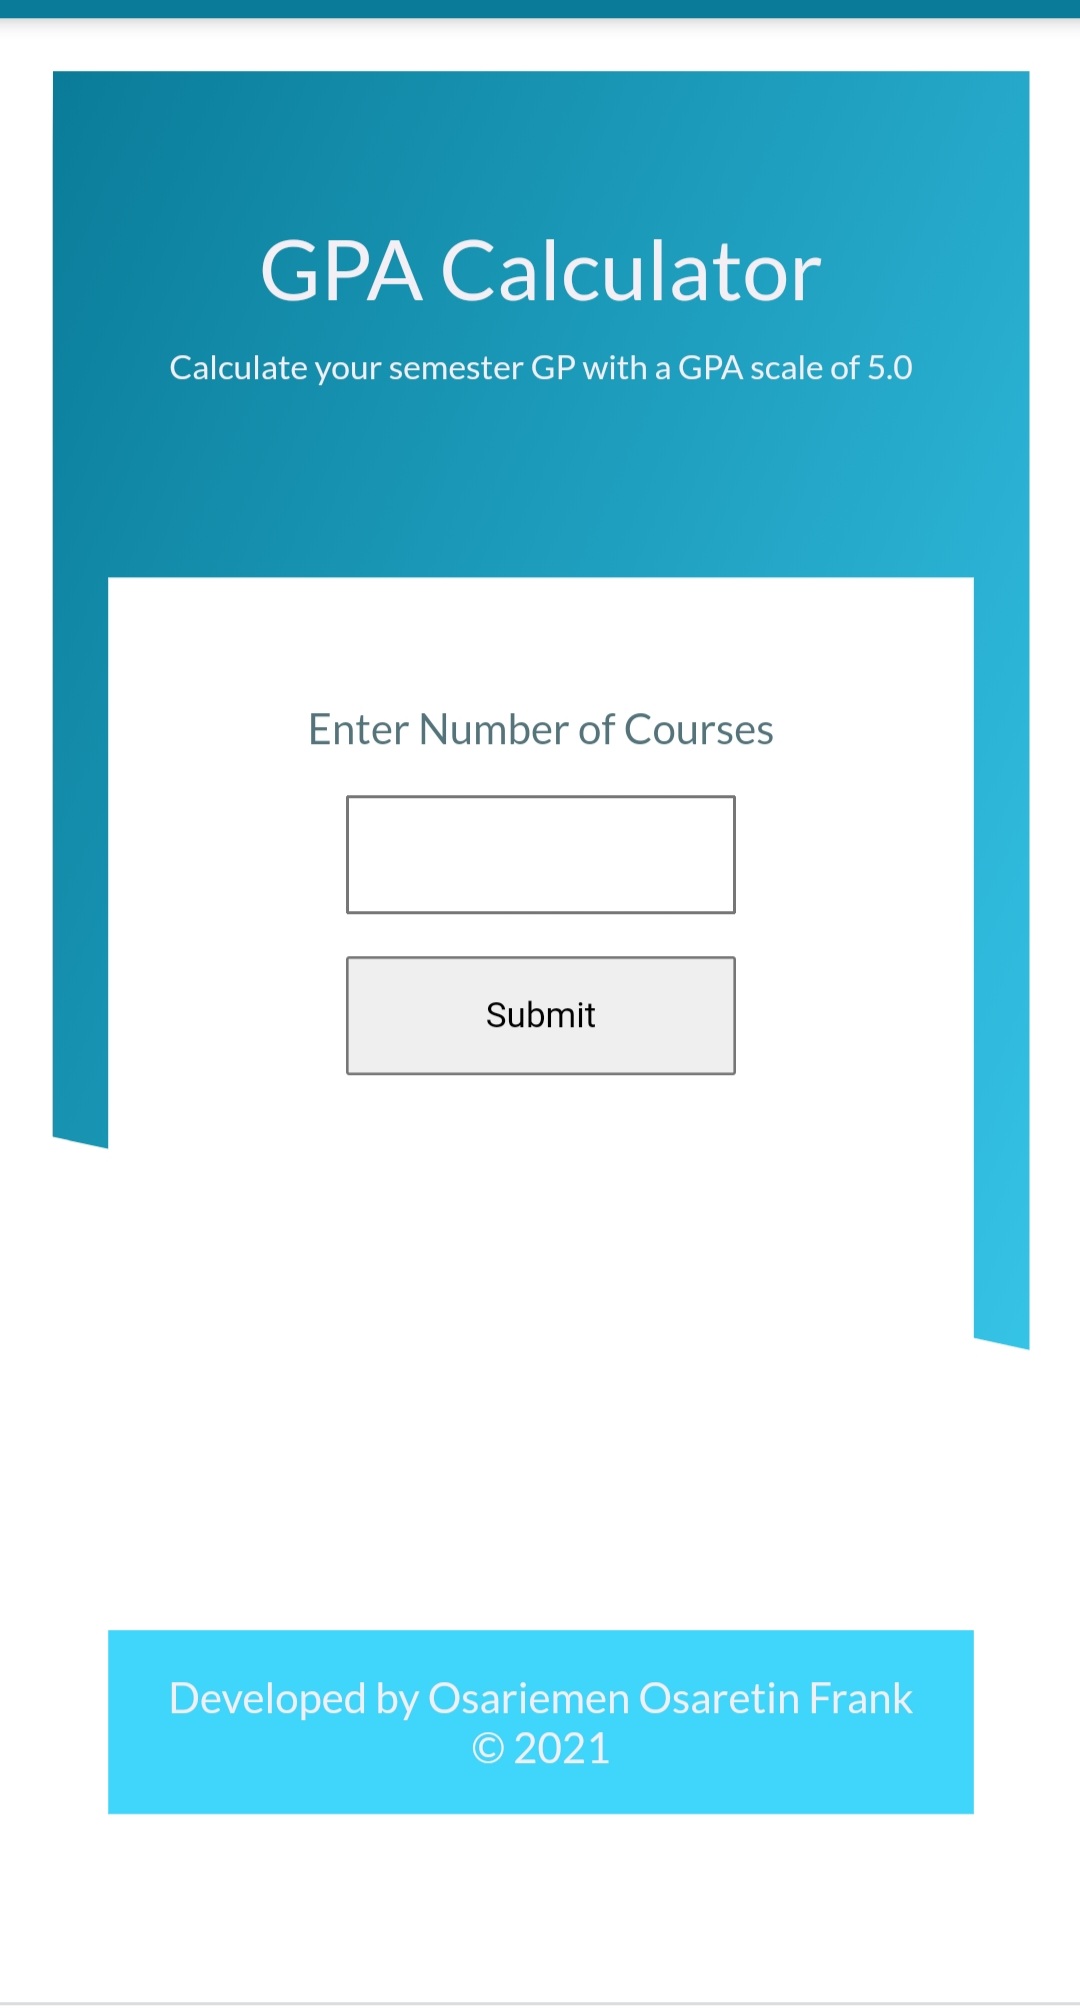 GPA Calculator
Calculate your semester GP with a GPA scale of 5.0
Enter Number of Courses
Submit
Developed by Osariemen Osaretin Frank
© 2021